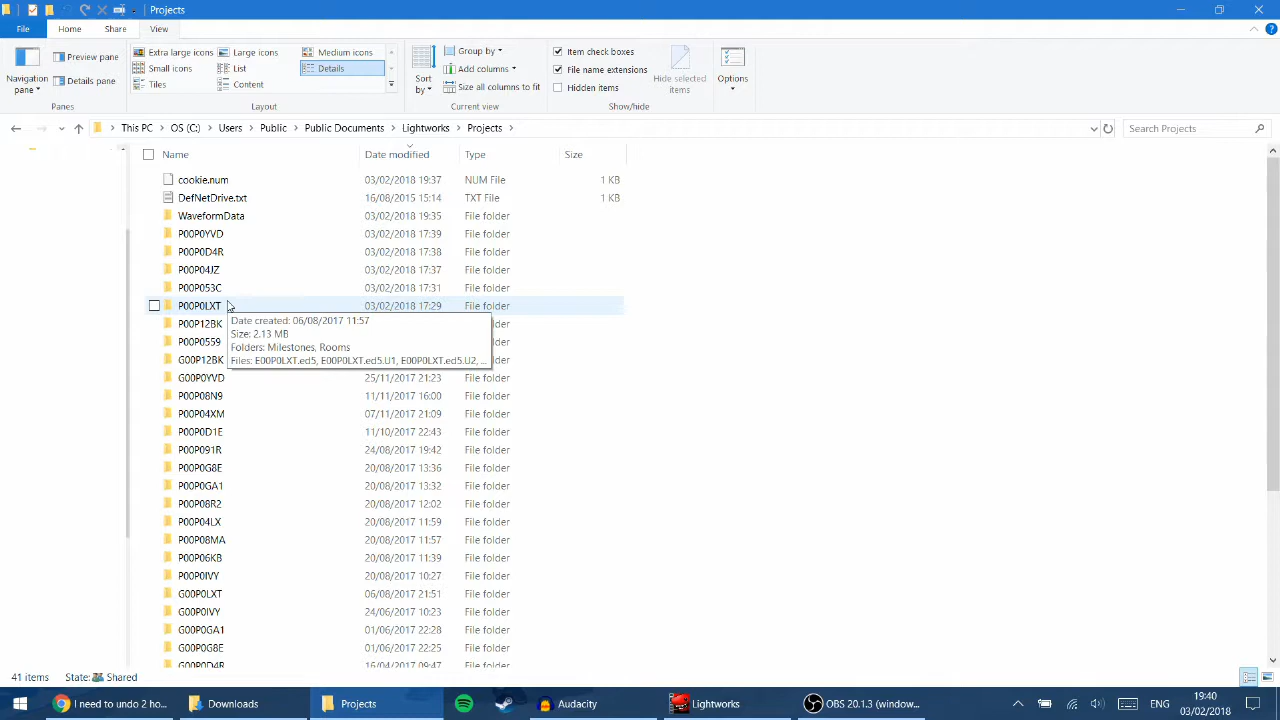 Projects
File Home Share View
Navigation pane
Preview pane
Details pane
Panes
Extra large icons Large icons Medium icons
Small icons List Details
Tiles Content
Layout
Sort by
Group by
Add columns
Size all columns to fit
Current view
Item check boxes
File name extensions
Hidden items
Hide selected items
Show/hide
Options
This PC OS (C:) Users Public Public Documents Lightworks Projects
Search Projects
Name Date modified Type Size
cookie.num 03/02/2018 19:37 NUM File 1 KB
DefNetDrive.txt 16/08/2015 15:14 TXT File 1 KB
WaveformData 03/02/2018 19:35 File folder
P00P0YVD 03/02/2018 17:39 File folder
P00P0D4R 03/02/2018 17:38 File folder
P00P04JZ 03/02/2018 17:37 File folder
P00P053C 03/02/2018 17:31 File folder
P00P0LXT 03/02/2018 17:29 File folder
Date created: 06/08/2017 11:57
Size: 2.13 MB
Folders: Milestones, Rooms
Files: E00P0LXT.ed5, E00P0LXT.ed5.U1, E00P0LXT.ed5.U2, ...
P00P12BK older
P00P0559 older
G00P12BK older
G00P0YVD 25/11/2017 21:23 File folder
P00P08N9 11/11/2017 16:00 File folder
P00P04XM 07/11/2017 21:09 File folder
P00P0D1E 11/10/2017 22:43 File folder
P00P091R 24/08/2017 19:42 File folder
P00P0G8E 20/08/2017 13:36 File folder
P00P0GA1 20/08/2017 13:32 File folder
P00P08R2 20/08/2017 12:02 File folder
P00P04LX 20/08/2017 11:59 File folder
P00P08MA 20/08/2017 11:57 File folder
P00P06KB 20/08/2017 11:39 File folder
P00P0IVY 20/08/2017 10:27 File folder
G00P0LXT 06/08/2017 21:51 File folder
G00P0IVY 24/06/2017 10:23 File folder
G00P0GA1 01/06/2017 22:28 File folder
G00P0G8E 01/06/2017 22:25 File folder
G00P0D4R 16/04/2017 09:47 File folder
41 items State: Shared
I need to undo 2 ho... Downloads Projects Audacity Lightworks OBS 20.1.3 (window... ENG 19:40
03/02/2018